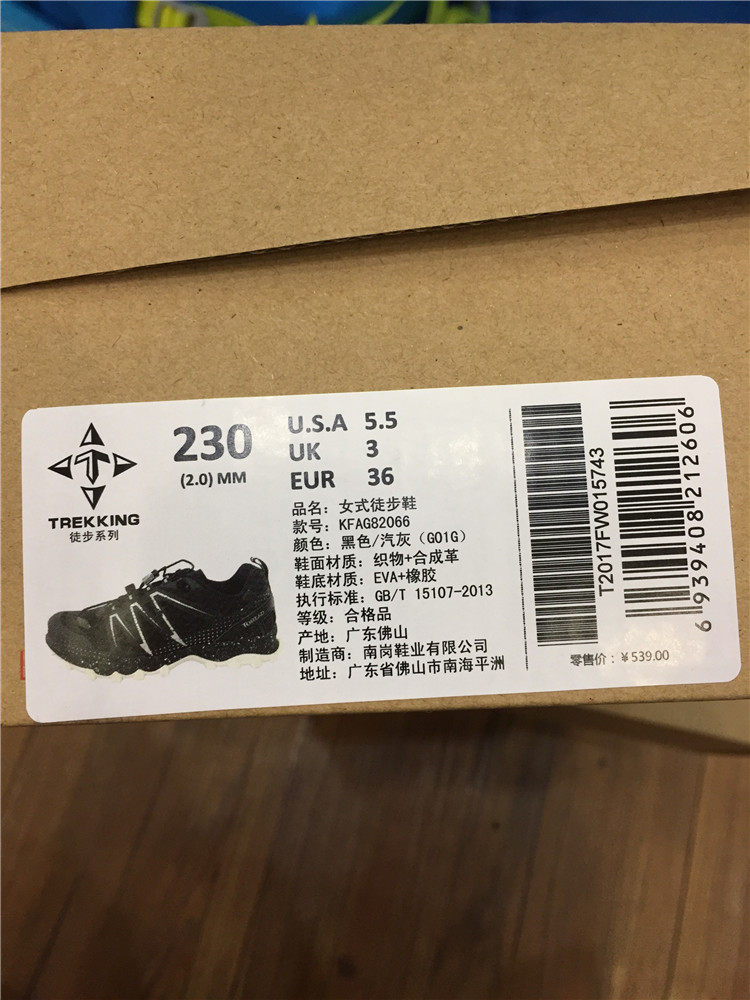 TREKKING
徒步系列
230
(2.0) MM
U.S.A 5.5
UK 3
EUR 36
品名：女式徒步鞋
款号：KFAG82066
颜色：黑色/汽灰（G01G）
鞋面材质：织物+合成革
鞋底材质：EVA+橡胶
执行标准：GB/T 15107-2013
等级：合格品
产地：广东佛山
制造商：南岗鞋业有限公司
地址：广东省佛山市南海平洲
T2017FW015743
6939408212606
零售价：￥539.00